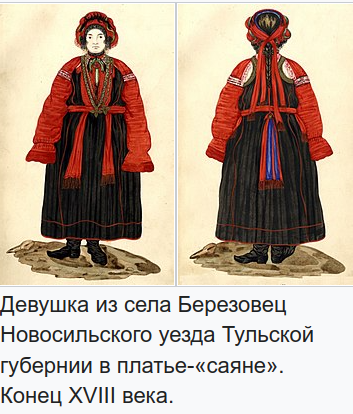 Девушка из села Березовец
Новосильского уезда Тульской
губернии в платье-«саяне».
Конец XVIII века.